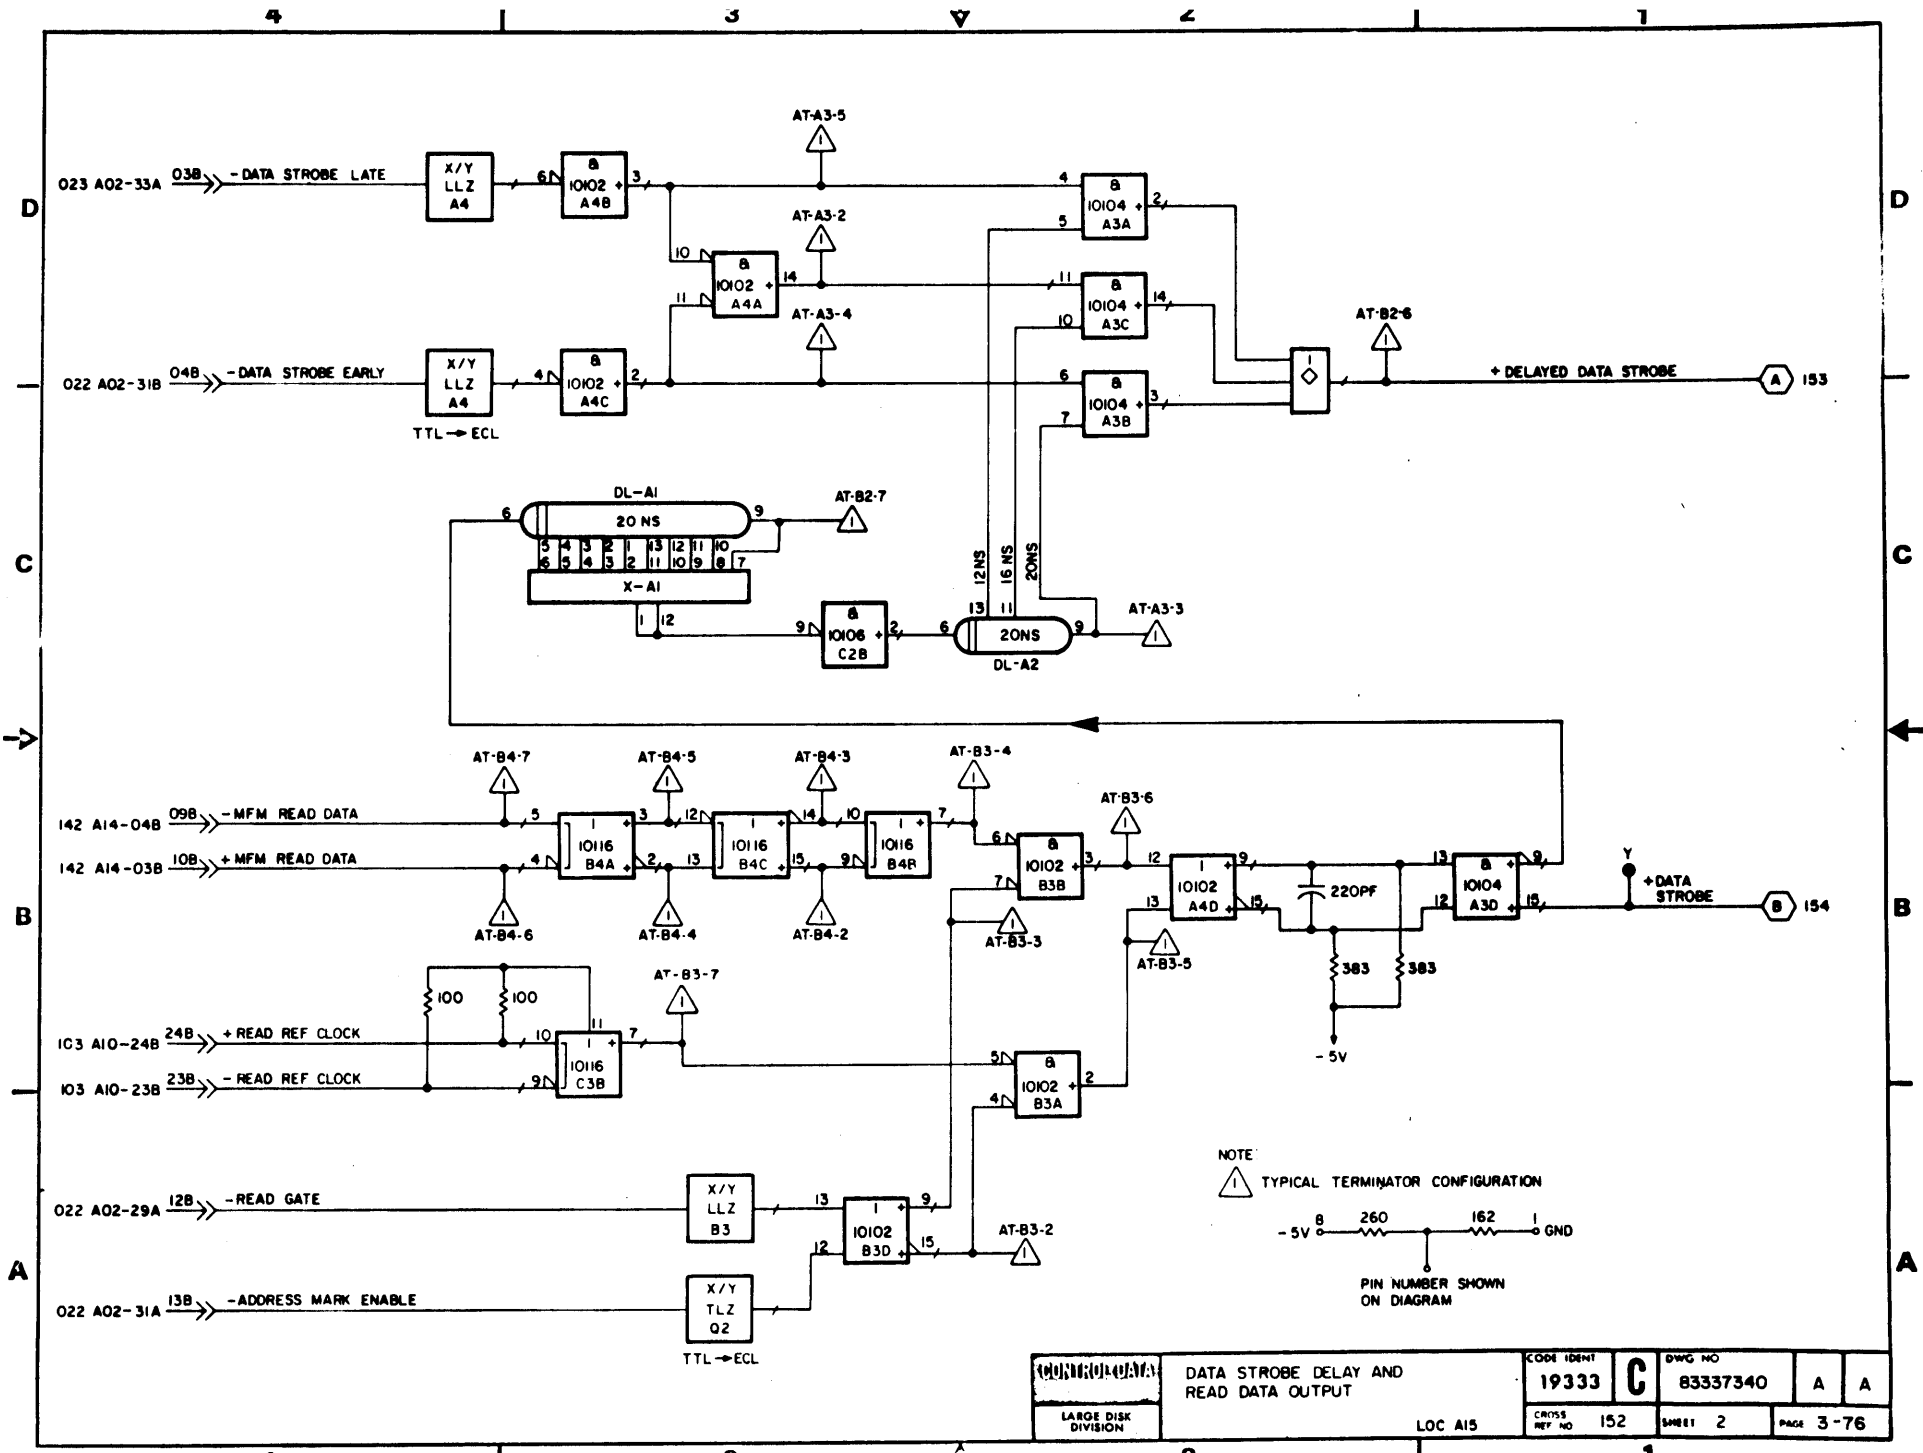 4 3 2 1
AT-A3-5
023 A02-33A 03B -DATA STROBE LATE
X/Y
LLZ
A4
6 & 3
10102 +
A4B
4 & 2
10104 +
A3A
5
D D
AT-A3-2
10 & 14
10102 +
A4A
11
11 & 14
10104 +
A3C
10
AT-A3-4
AT-B2-6
022 A02-31B 04B -DATA STROBE EARLY
X/Y
LLZ
A4
TTL→ECL
4 & 2
10102 +
A4C
6 & 3
10104 +
A3B
7
1
◇
+ DELAYED DATA STROBE A 153
DL-A1
6 20 NS 9
AT-B2-7
5 4 3 2 1 13 12 11 10
6 5 4 3 2 11 10 9 8 7
X-A1
1 12
C C
12NS 16 NS 20NS
9 & 2
10106 +
C2B
13 11
6 20NS 9
DL-A2
AT-A3-3
AT-B4-7 AT-B4-5 AT-B4-3 AT-B3-4
142 A14-04B 09B -MFM READ DATA
142 A14-03B 10B +MFM READ DATA
5 1 3
10116
4 B4A 2
12 1 14
10116
13 B4C 15
10 1 7
10116
9 B4B
AT-B4-6 AT-B4-4 AT-B4-2
6 & 3
10102 +
7 B3B
AT-B3-3
AT-B3-6
12 1 9
10102
13 A4D 15
AT-B3-5
220PF
383 383
-5V
13 & 9
10104
12 A3D 15
Y
+DATA
STROBE
B 154
B B
AT-B3-7
100 100
11
103 A10-24B 24B +READ REF CLOCK
103 A10-23B 23B -READ REF CLOCK
10 1 7
10116
9 C3B
5 & 2
10102 +
4 B3A
022 A02-29A 12B -READ GATE
X/Y
LLZ
B3
13 1 9
10102
12 B3D 15
AT-B3-2
022 A02-31A 13B -ADDRESS MARK ENABLE
X/Y
TLZ
Q2
TTL→ECL
A A
NOTE
1 TYPICAL TERMINATOR CONFIGURATION
-5V 8 260 162 1 GND
PIN NUMBER SHOWN
ON DIAGRAM
CONTROL DATA
LARGE DISK
DIVISION
DATA STROBE DELAY AND
READ DATA OUTPUT
LOC A15
CODE IDENT
19333
C
DWG NO
83337340
A A
CROSS
REF NO 152
SHEET 2
PAGE 3-76